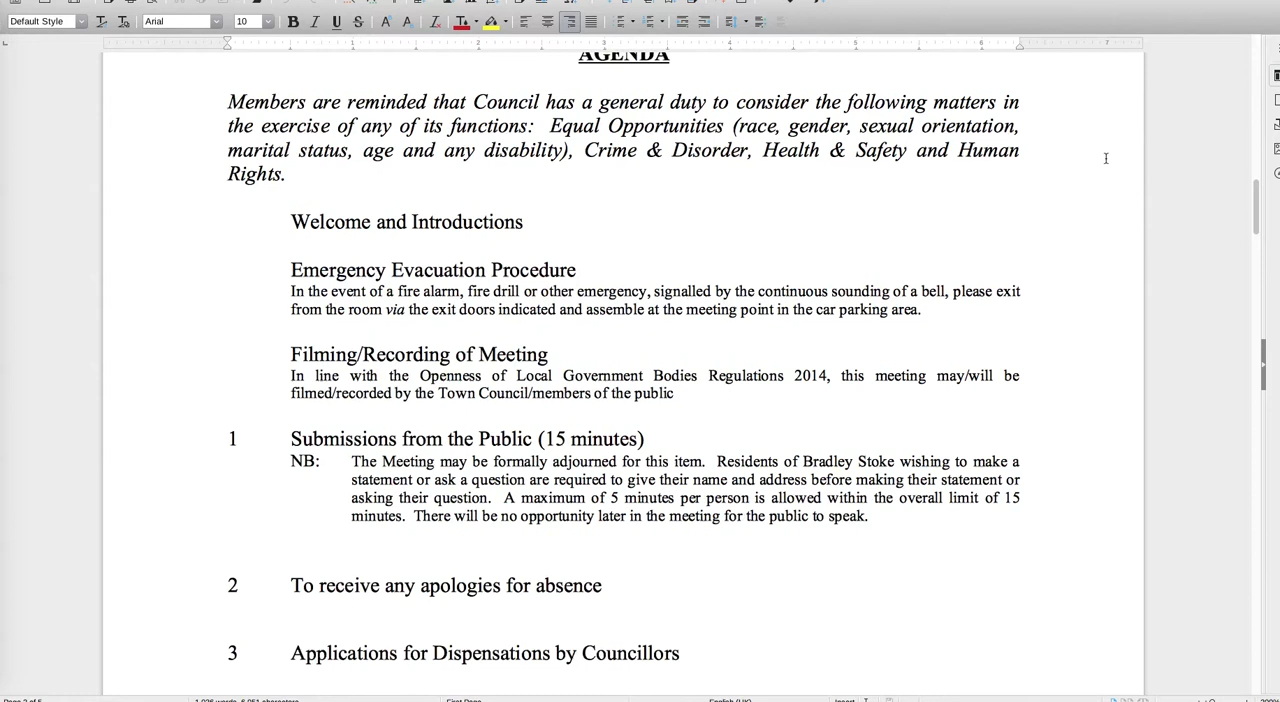 Default Style Arial 10
1 2 3 4 5 6 7
AGENDA
Members are reminded that Council has a general duty to consider the following matters in
the exercise of any of its functions: Equal Opportunities (race, gender, sexual orientation,
marital status, age and any disability), Crime & Disorder, Health & Safety and Human
Rights.
Welcome and Introductions
Emergency Evacuation Procedure
In the event of a fire alarm, fire drill or other emergency, signalled by the continuous sounding of a bell, please exit
from the room via the exit doors indicated and assemble at the meeting point in the car parking area.
Filming/Recording of Meeting
In line with the Openness of Local Government Bodies Regulations 2014, this meeting may/will be
filmed/recorded by the Town Council/members of the public
1 Submissions from the Public (15 minutes)
NB: The Meeting may be formally adjourned for this item. Residents of Bradley Stoke wishing to make a
statement or ask a question are required to give their name and address before making their statement or
asking their question. A maximum of 5 minutes per person is allowed within the overall limit of 15
minutes. There will be no opportunity later in the meeting for the public to speak.
2 To receive any apologies for absence
3 Applications for Dispensations by Councillors